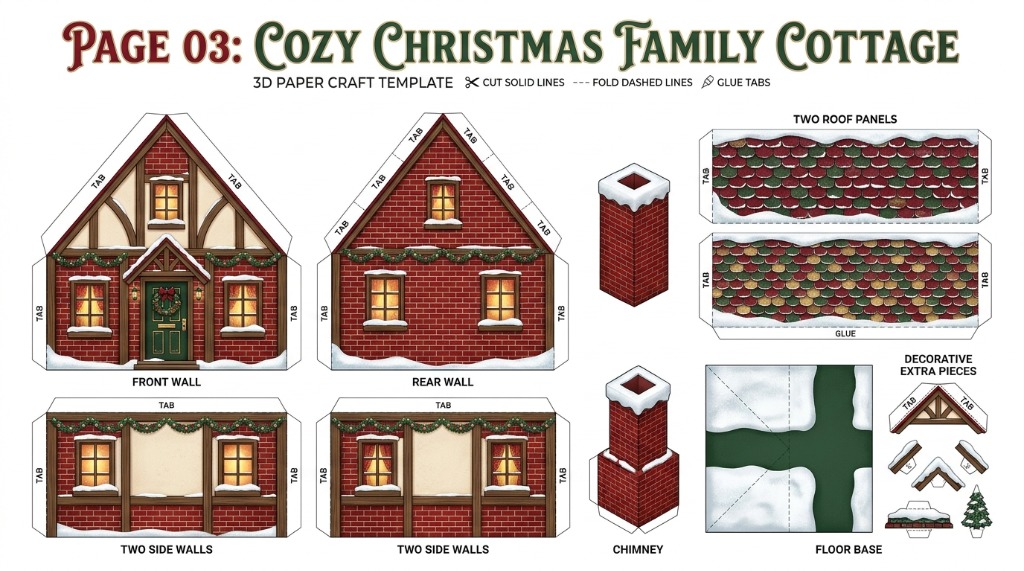 PAGE 03: COZY CHRISTMAS FAMILY COTTAGE
3D PAPER CRAFT TEMPLATE CUT SOLID LINES --- FOLD DASHED LINES GLUE TABS
TAB
TAB
TAB
TAB
FRONT WALL
TAB
TAB
TAB
TAB
TAB
TAB
TAB
TAB
REAR WALL
TWO ROOF PANELS
TAB
TAB
TAB
TAB
GLUE
TAB
TAB
TAB
TWO SIDE WALLS
TAB
TAB
TAB
TWO SIDE WALLS
CHIMNEY
FLOOR BASE
DECORATIVE
EXTRA PIECES
TAB
TAB